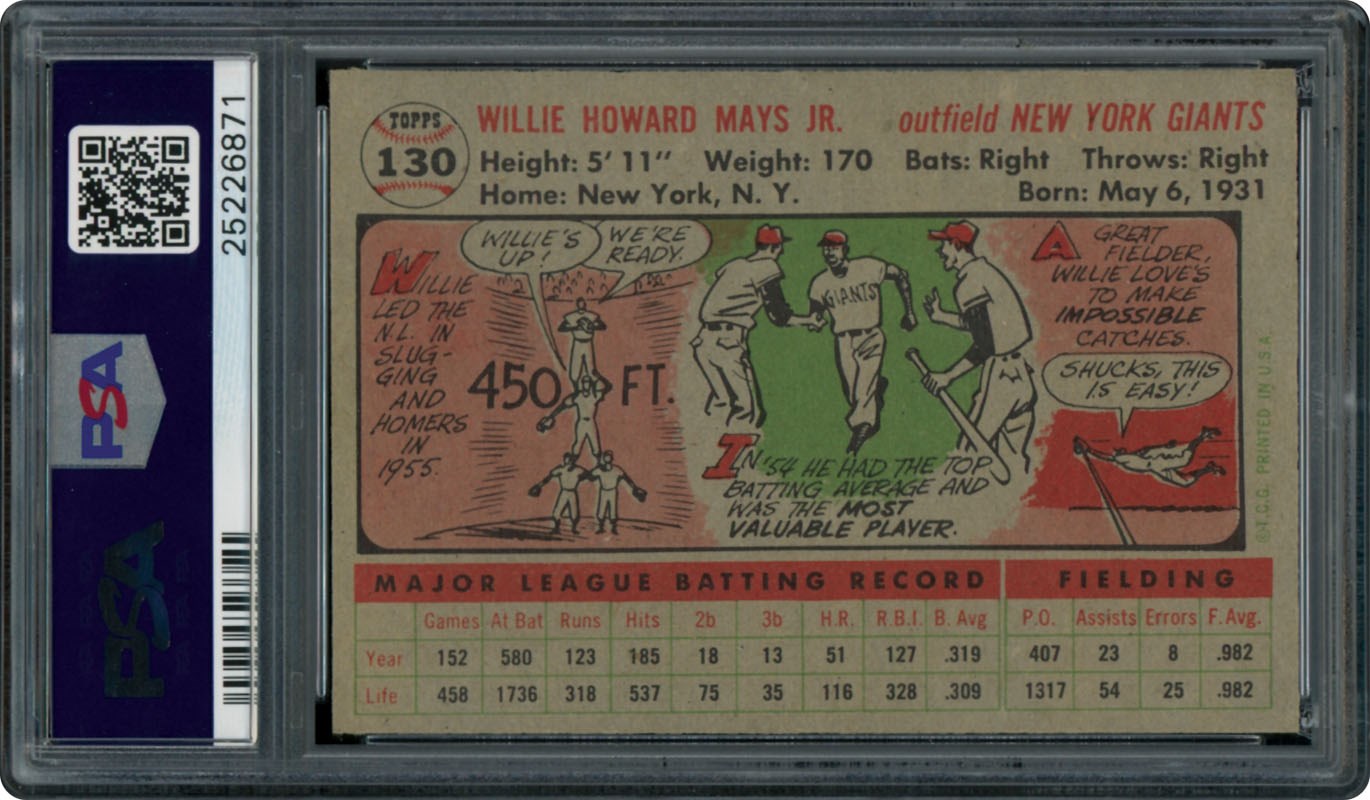 25226871
PSA
PSA
TOPPS
130
WILLIE HOWARD MAYS JR. outfield NEW YORK GIANTS
Height: 5' 11" Weight: 170 Bats: Right Throws: Right
Home: New York, N. Y. Born: May 6, 1931
WILLIE
LED THE
N.L. IN
SLUG-
GING
AND
HOMERS
IN
1955.
WILLIE'S
UP!
WE'RE
READY.
450 FT.
GIANTS
IN '54 HE HAD THE TOP
BATTING AVERAGE AND
WAS THE MOST
VALUABLE PLAYER.
A GREAT
FIELDER,
WILLIE LOVE'S
TO MAKE
IMPOSSIBLE
CATCHES.
SHUCKS, THIS
IS EASY!
©T.C.G. PRINTED IN U.S.A.
MAJOR LEAGUE BATTING RECORD FIELDING
Games At Bat Runs Hits 2b 3b H.R. R.B.I. B. Avg P.O. Assists Errors F. Avg.
Year 152 580 123 185 18 13 51 127 .319 407 23 8 .982
Life 458 1736 318 537 75 35 116 328 .309 1317 54 25 .982